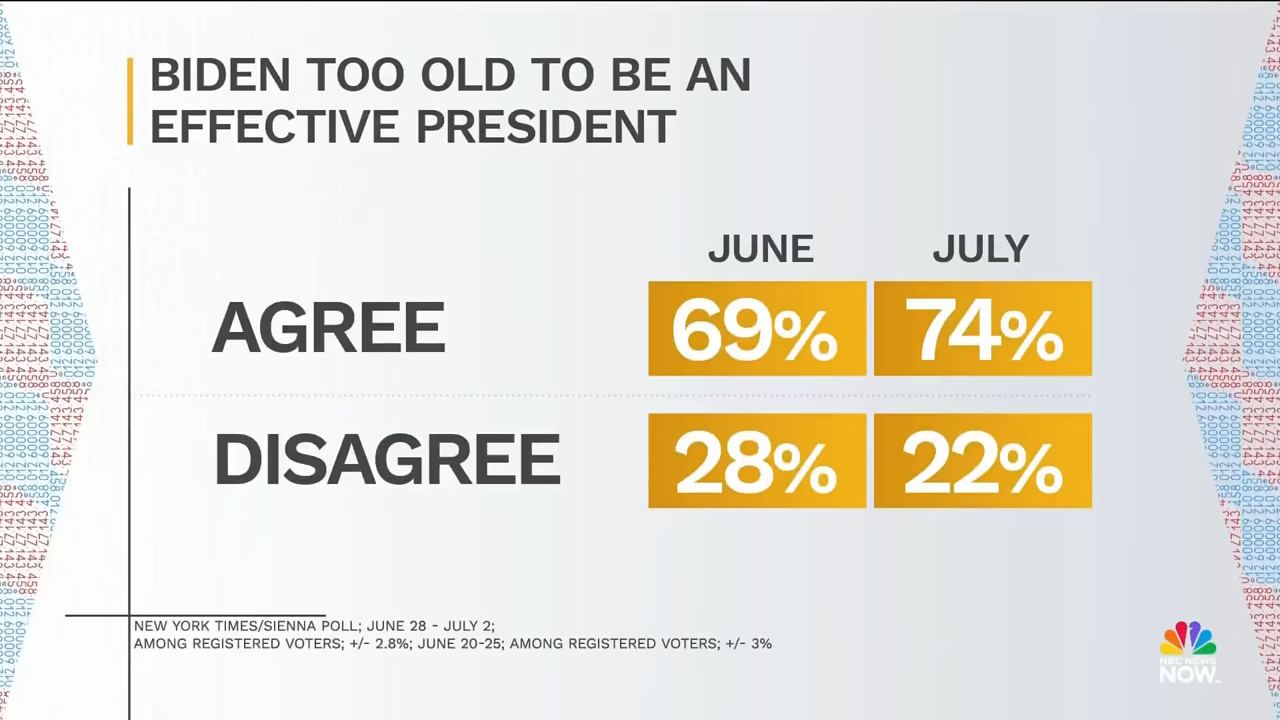 BIDEN TOO OLD TO BE AN
EFFECTIVE PRESIDENT
JUNE JULY
AGREE 69% 74%
DISAGREE 28% 22%
NEW YORK TIMES/SIENNA POLL; JUNE 28 - JULY 2;
AMONG REGISTERED VOTERS; +/- 2.8%; JUNE 20-25; AMONG REGISTERED VOTERS; +/- 3%
NBC NEWS
NOW